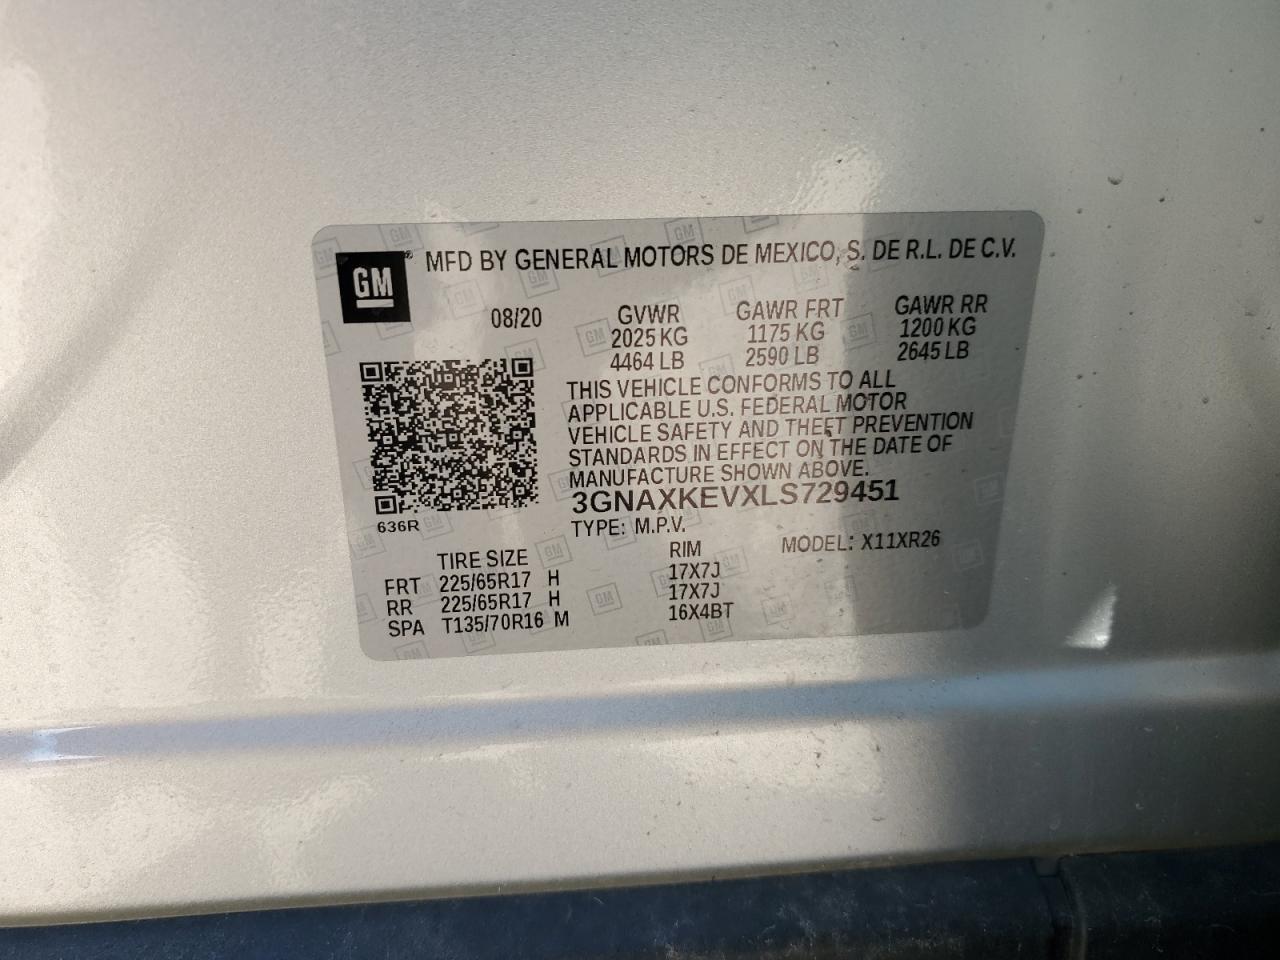 GM
MFD BY GENERAL MOTORS DE MEXICO, S. DE R.L. DE C.V.
08/20 GVWR GAWR FRT GAWR RR
2025 KG 1175 KG 1200 KG
4464 LB 2590 LB 2645 LB
THIS VEHICLE CONFORMS TO ALL
APPLICABLE U.S. FEDERAL MOTOR
VEHICLE SAFETY AND THEFT PREVENTION
STANDARDS IN EFFECT ON THE DATE OF
MANUFACTURE SHOWN ABOVE.
3GNAXKEVXLS729451
636R
TYPE: M.P.V.
MODEL: X11XR26
TIRE SIZE RIM
FRT 225/65R17 H 17X7J
RR 225/65R17 H 17X7J
SPA T135/70R16 M 16X4BT